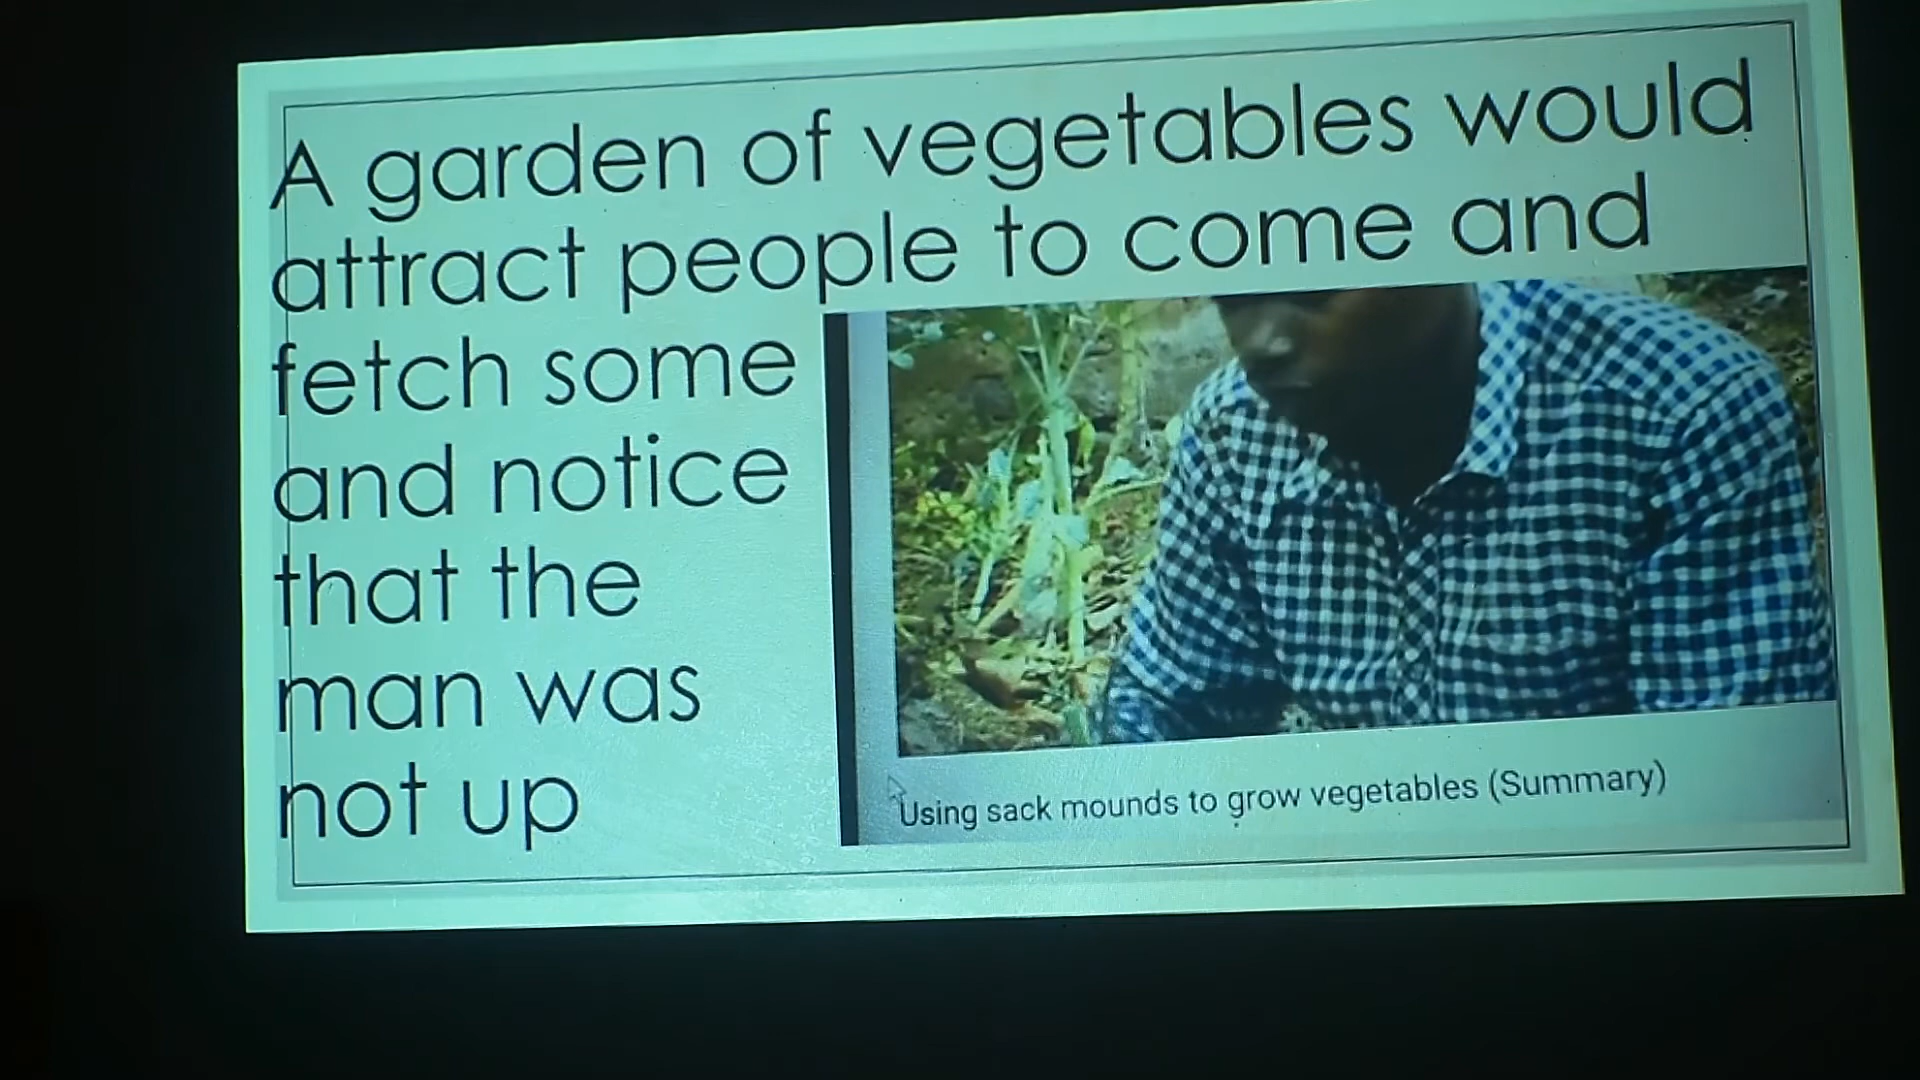 A garden of vegetables would
attract people to come and
fetch some
and notice
that the
man was
not up
Using sack mounds to grow vegetables (Summary)